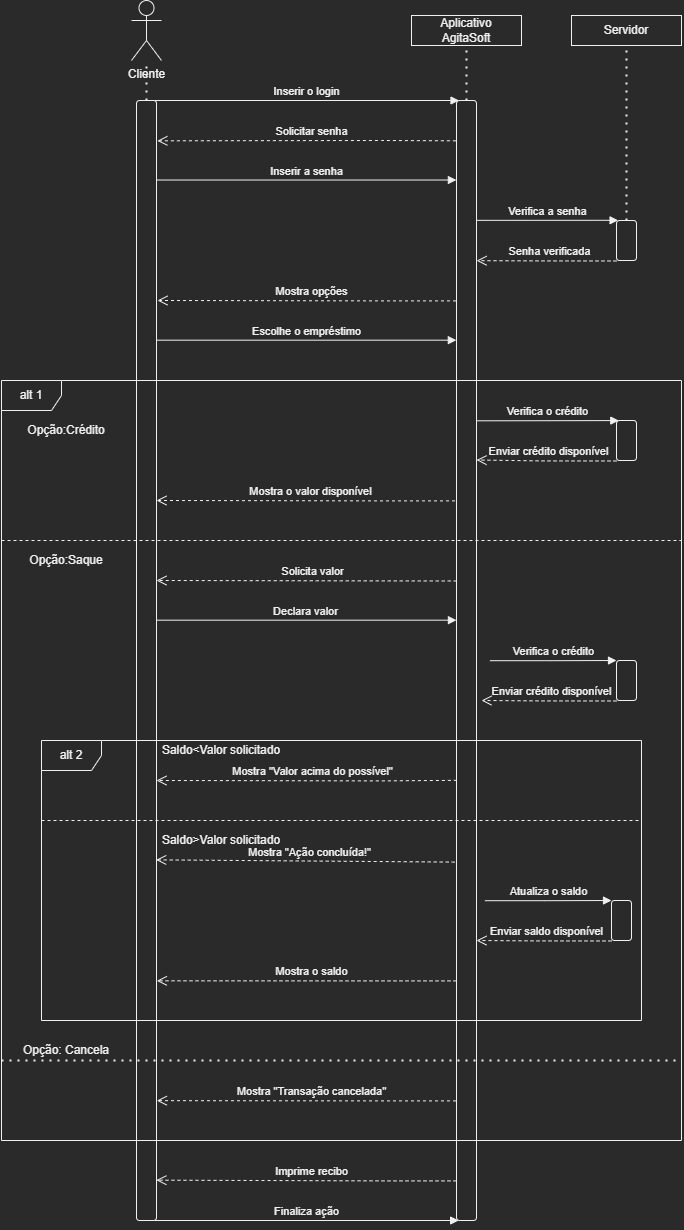 Aplicativo
AgitaSoft
Servidor
Cliente
Inserir o login
Solicitar senha
Inserir a senha
Verifica a senha
Senha verificada
Mostra opções
Escolhe o empréstimo
alt 1
Opção:Crédito
Verifica o crédito
Enviar crédito disponível
Mostra o valor disponível
Opção:Saque
Solicita valor
Declara valor
Verifica o crédito
Enviar crédito disponível
alt 2
Saldo<Valor solicitado
Mostra "Valor acima do possível"
Saldo>Valor solicitado
Mostra "Ação concluída!"
Atualiza o saldo
Enviar saldo disponível
Mostra o saldo
Opção: Cancela
Mostra "Transação cancelada"
Imprime recibo
Finaliza ação